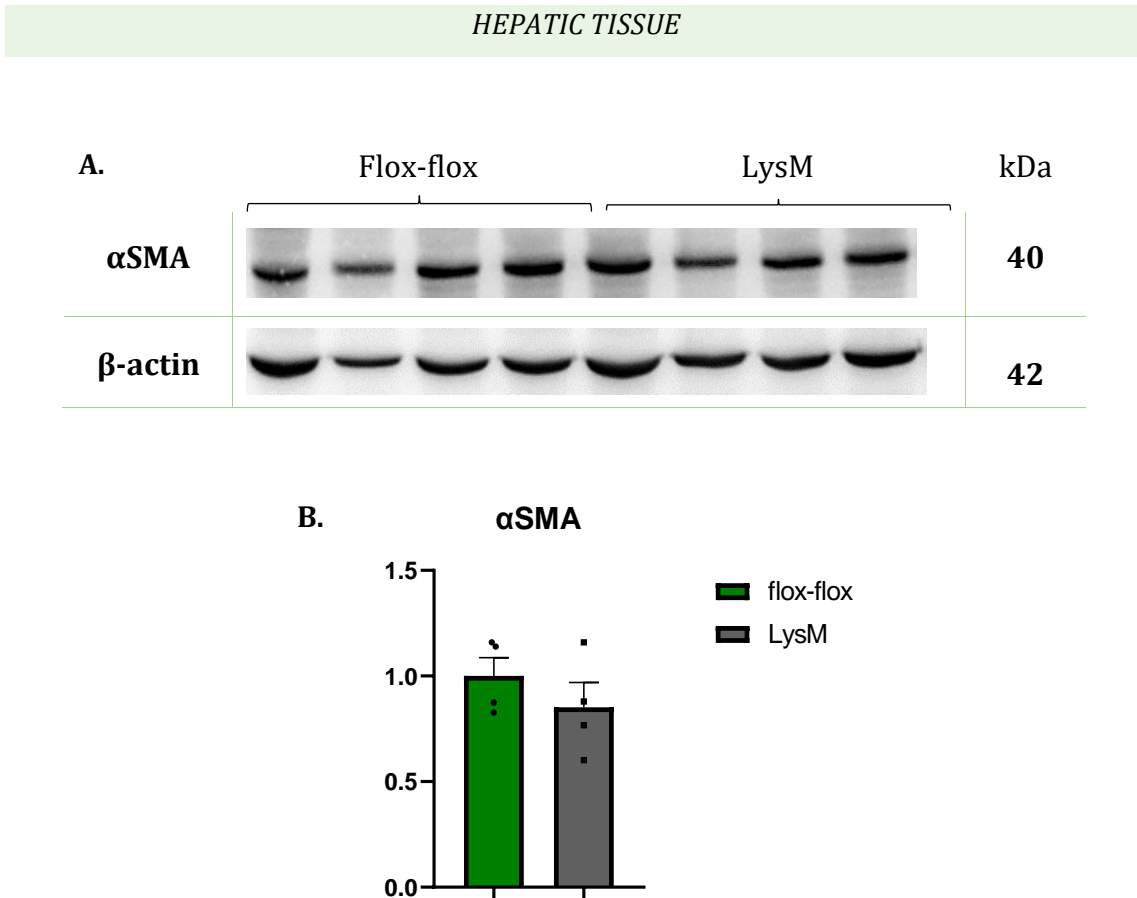 HEPATIC TISSUE
A. Flox-flox LysM kDa
αSMA 40
β-actin 42
B. αSMA
1.5
flox-flox
LysM
1.0
0.5
0.0